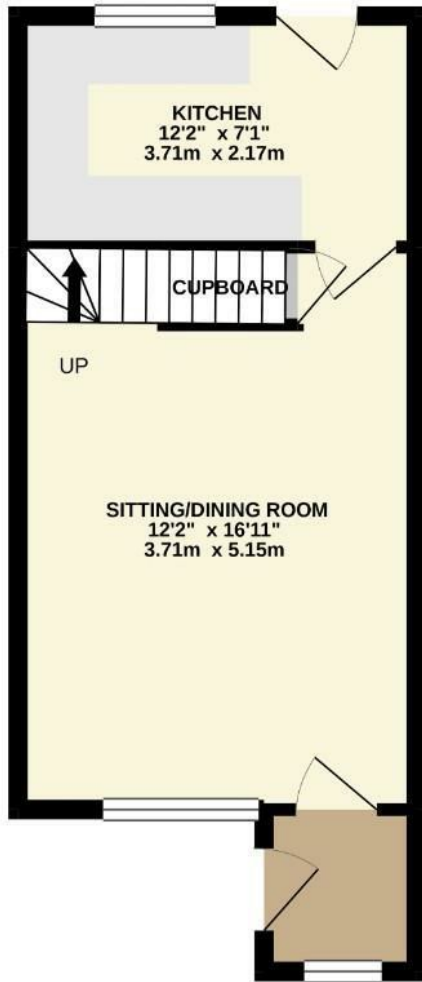 KITCHEN
12'2" x 7'1"
3.71m x 2.17m
CUPBOARD
UP
SITTING/DINING ROOM
12'2" x 16'11"
3.71m x 5.15m